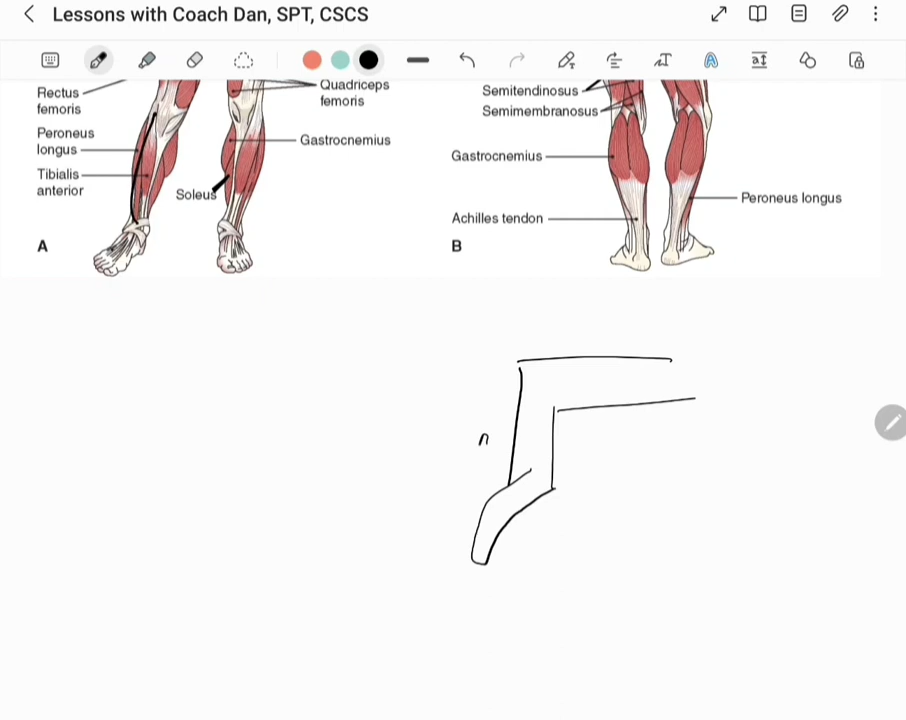 Lessons with Coach Dan, SPT, CSCS
Rectus
femoris
Peroneus
longus
Tibialis
anterior
Soleus
Quadriceps
femoris
Gastrocnemius
A
Semitendinosus
Semimembranosus
Gastrocnemius
Achilles tendon
Peroneus longus
B
n